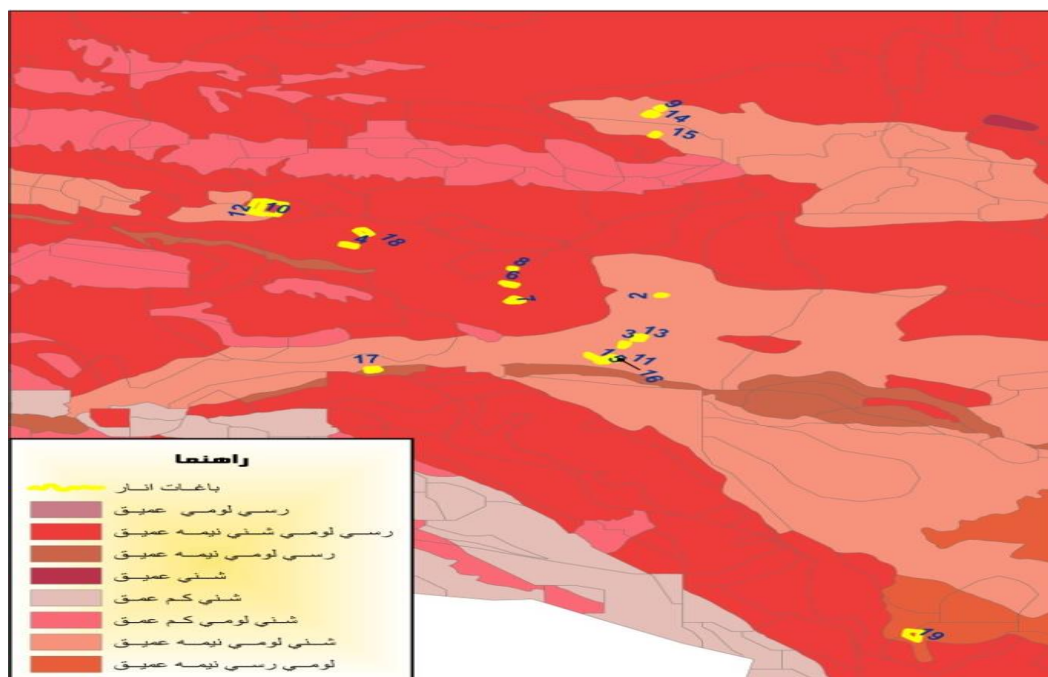 9
14
15
12
10
18
4
8
6
7
2
3 13
17
11
16
راهنما
باغات انار
رسي لومي عميق
رسي لومي شني نيمه عميق
رسي لومي نيمه عميق
شني عميق
شني كم عمق
شني لومي كم عمق
شني لومي نيمه عميق
لومي رسي نيمه عميق
19